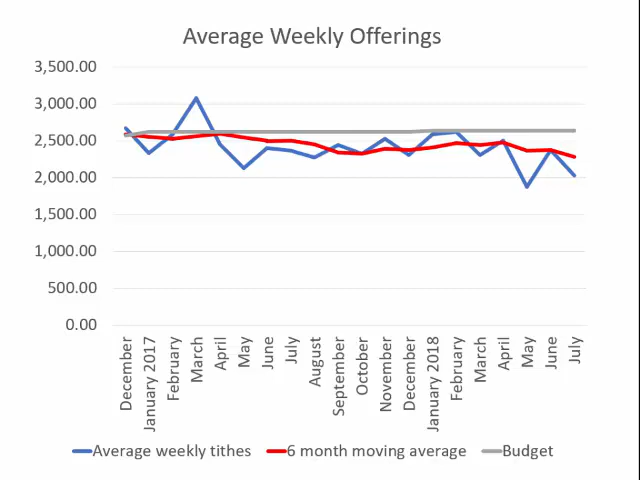 Average Weekly Offerings
3,500.00
3,000.00
2,500.00
2,000.00
1,500.00
1,000.00
500.00
0.00
December
January 2017
February
March
April
May
June
July
August
September
October
November
December
January 2018
February
March
April
May
June
July
Average weekly tithes
6 month moving average
Budget